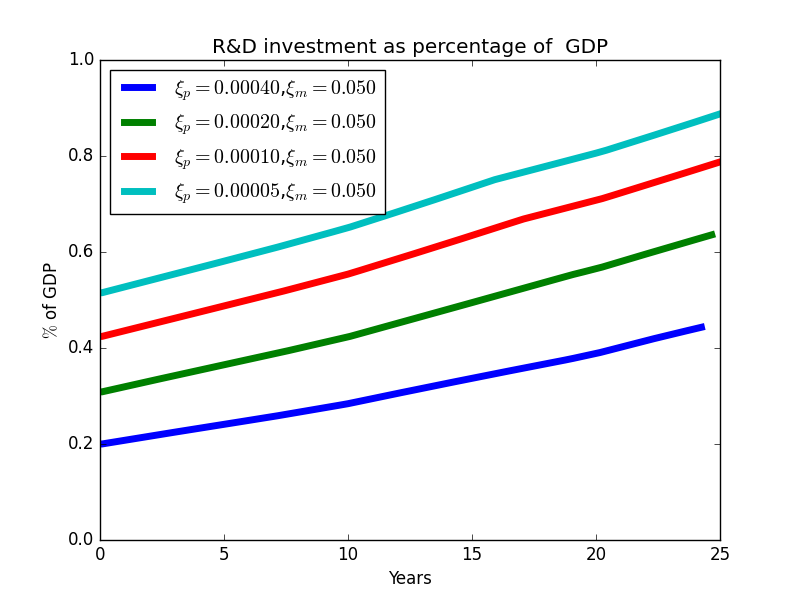 R&D investment as percentage of  GDP
1.0
0.8
0.6
0.4
0.2
0.0
% of GDP
ξp = 0.00040,ξm = 0.050
ξp = 0.00020,ξm = 0.050
ξp = 0.00010,ξm = 0.050
ξp = 0.00005,ξm = 0.050
0 5 10 15 20 25
Years